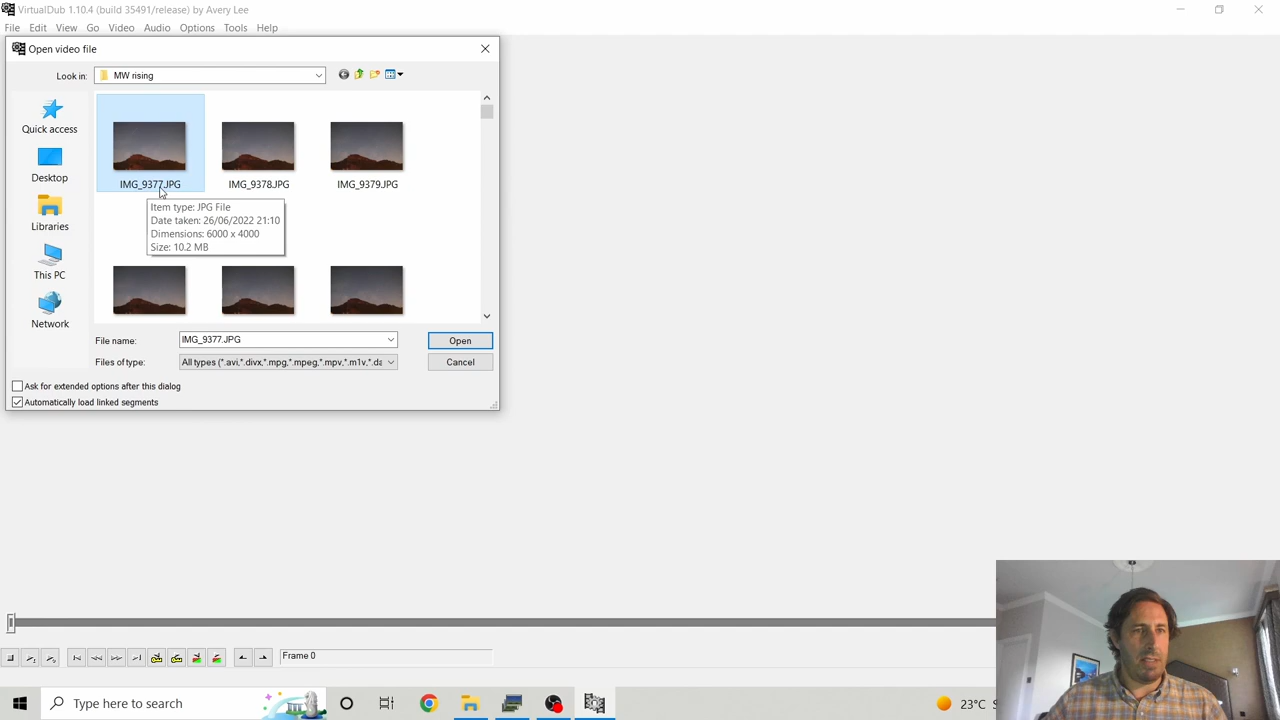 VirtualDub 1.10.4 (build 35491/release) by Avery Lee
File Edit View Go Video Audio Options Tools Help
Open video file
Look in: MW rising
Quick access
Desktop
Libraries
This PC
Network
IMG_9377.JPG IMG_9378.JPG IMG_9379.JPG
Item type: JPG File
Date taken: 26/06/2022 21:10
Dimensions: 6000 x 4000
Size: 10.2 MB
File name: IMG_9377.JPG Open
Files of type: All types (*.avi,*.divx,*.mpg,*.mpeg,*.mpv,*.m1v,*.da Cancel
Ask for extended options after this dialog
Automatically load linked segments
Frame 0
Type here to search
23°C S